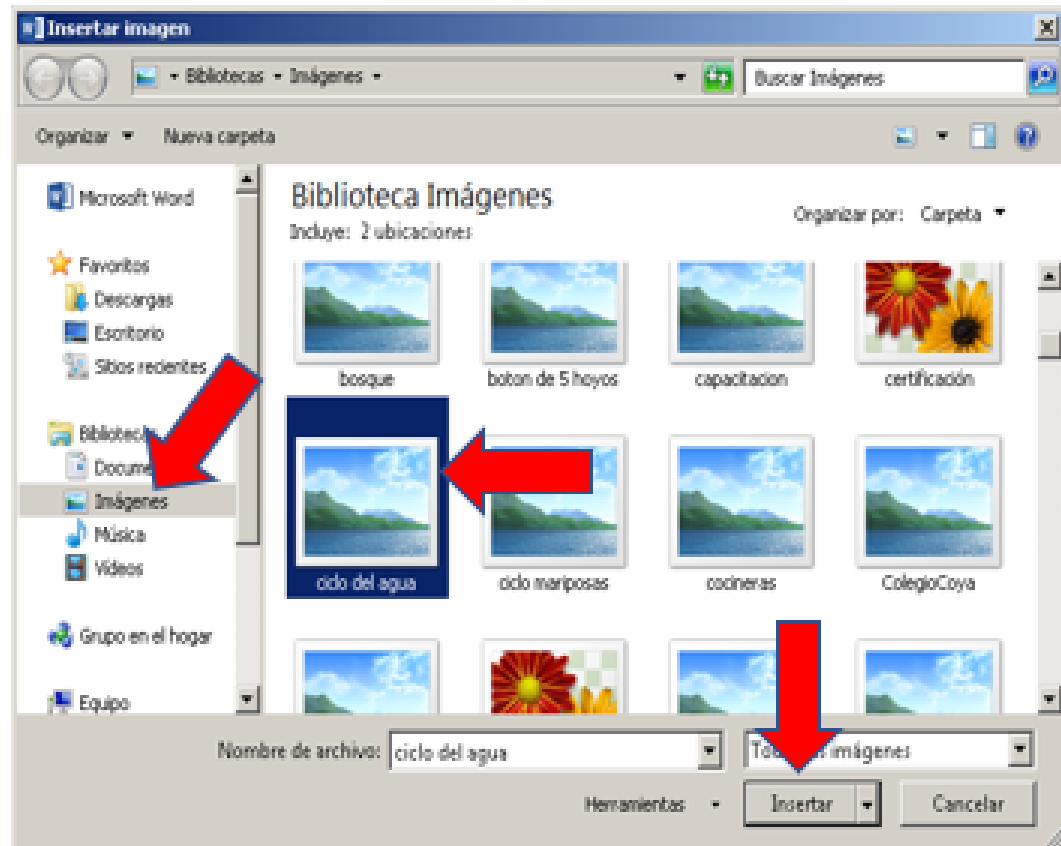 Insertar imagen
Bibliotecas Imágenes
Buscar Imágenes
Organizar Nueva carpeta
Microsoft Word
Favoritos
Descargas
Escritorio
Sitios recientes
Imágenes
Música
Vídeos
Grupo en el hogar
Equipo
Biblioteca Imágenes
Incluye: 2 ubicaciones
Organizar por: Carpeta
bosque
boton de 5 hoyos
capacitacion
certificación
ciclo del agua
ciclo mariposas
cocineras
ColegioCoya
Nombre de archivo: ciclo del agua
imágenes
Herramientas
Insertar
Cancelar